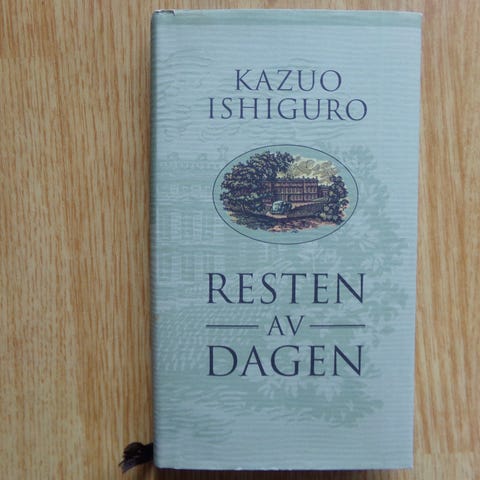 KAZUO
ISHIGURO
RESTEN
AV
DAGEN